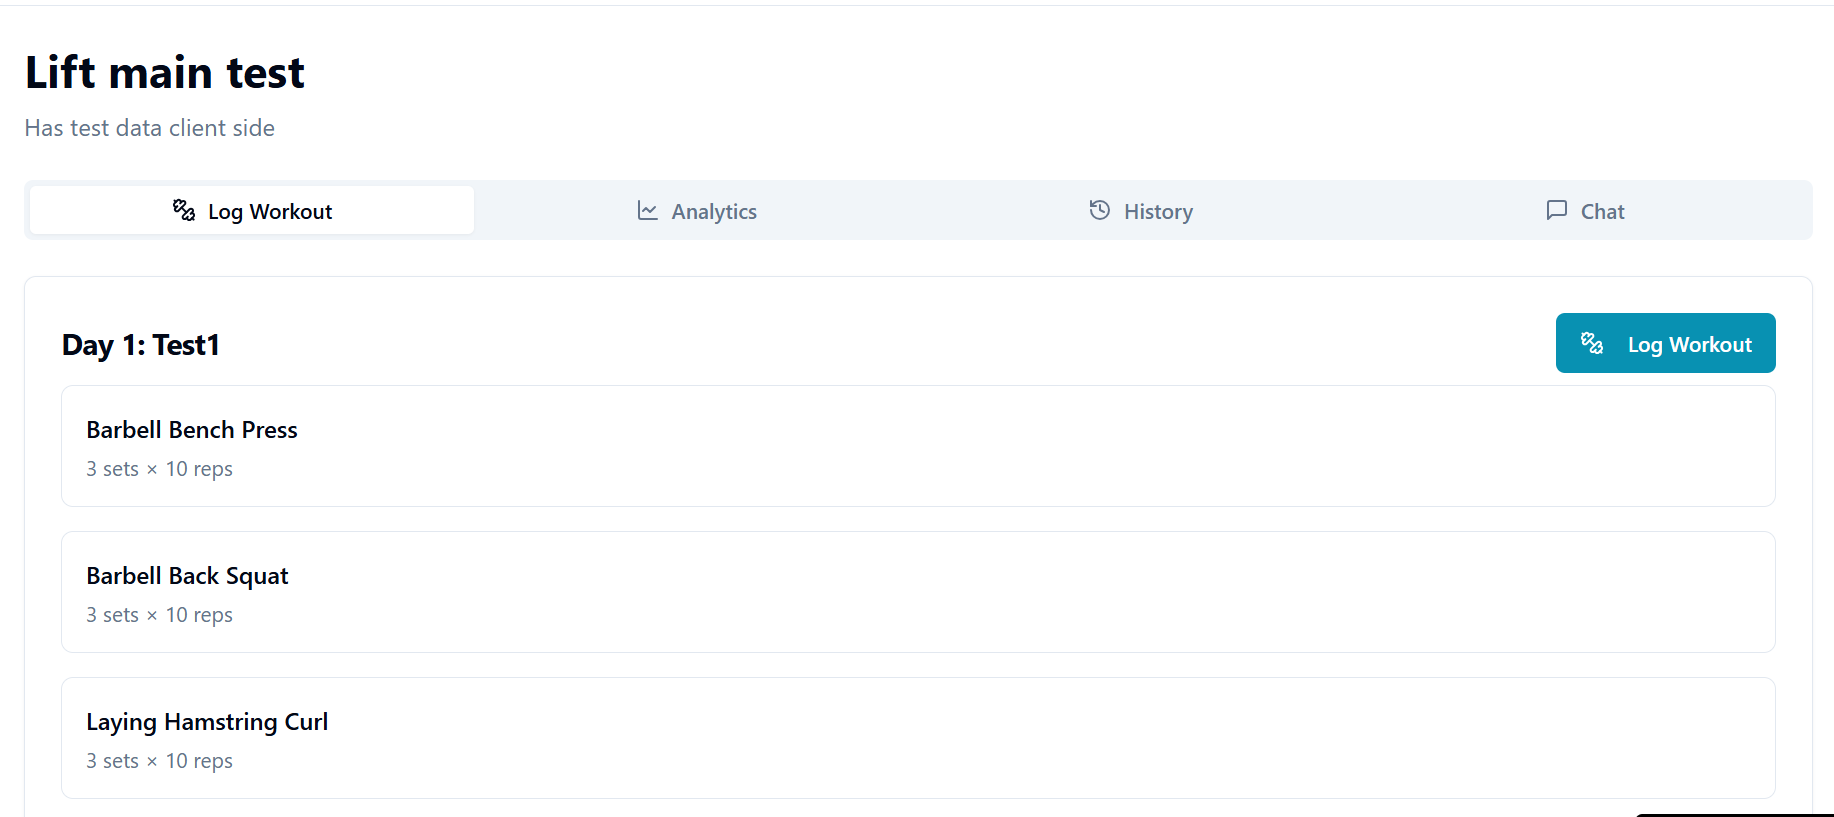 Lift main test
Has test data client side
Log Workout
Analytics
History
Chat
Day 1: Test1
Log Workout
Barbell Bench Press
3 sets × 10 reps
Barbell Back Squat
3 sets × 10 reps
Laying Hamstring Curl
3 sets × 10 reps